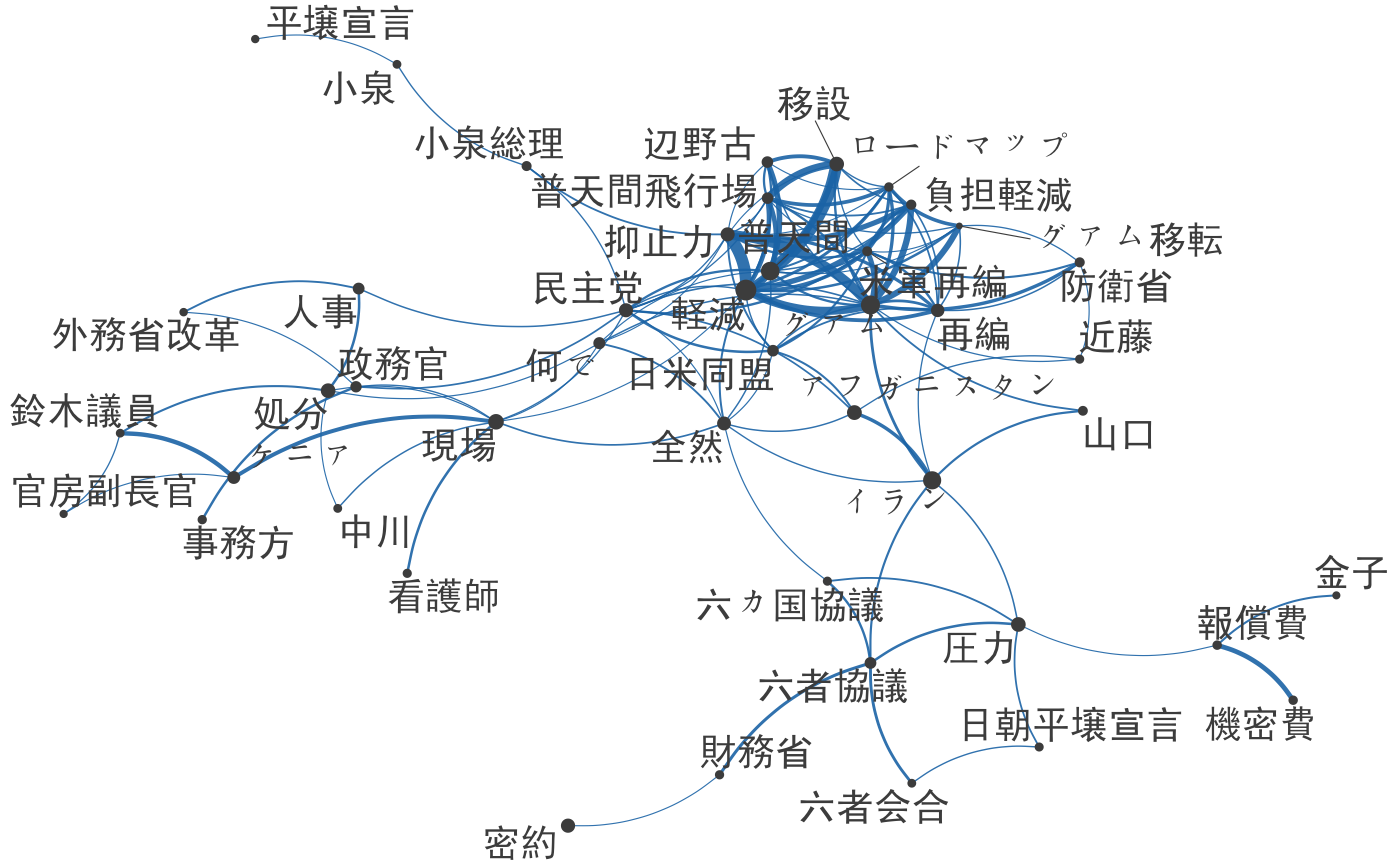 平壌宣言
小泉
小泉総理
移設
辺野古
ロードマップ
普天間飛行場
負担軽減
抑止力
普天間
グァム移転
民主党
軽減
米軍再編
防衛省
人事
グァム
再編
近藤
外務省改革
政務官
何で
日米同盟
アフガニスタン
鈴木議員
処分
現場
全然
山口
ケニア
官房副長官
イラン
事務方
中川
看護師
六カ国協議
金子
報償費
圧力
六者協議
日朝平壌宣言
機密費
財務省
六者会合
密約